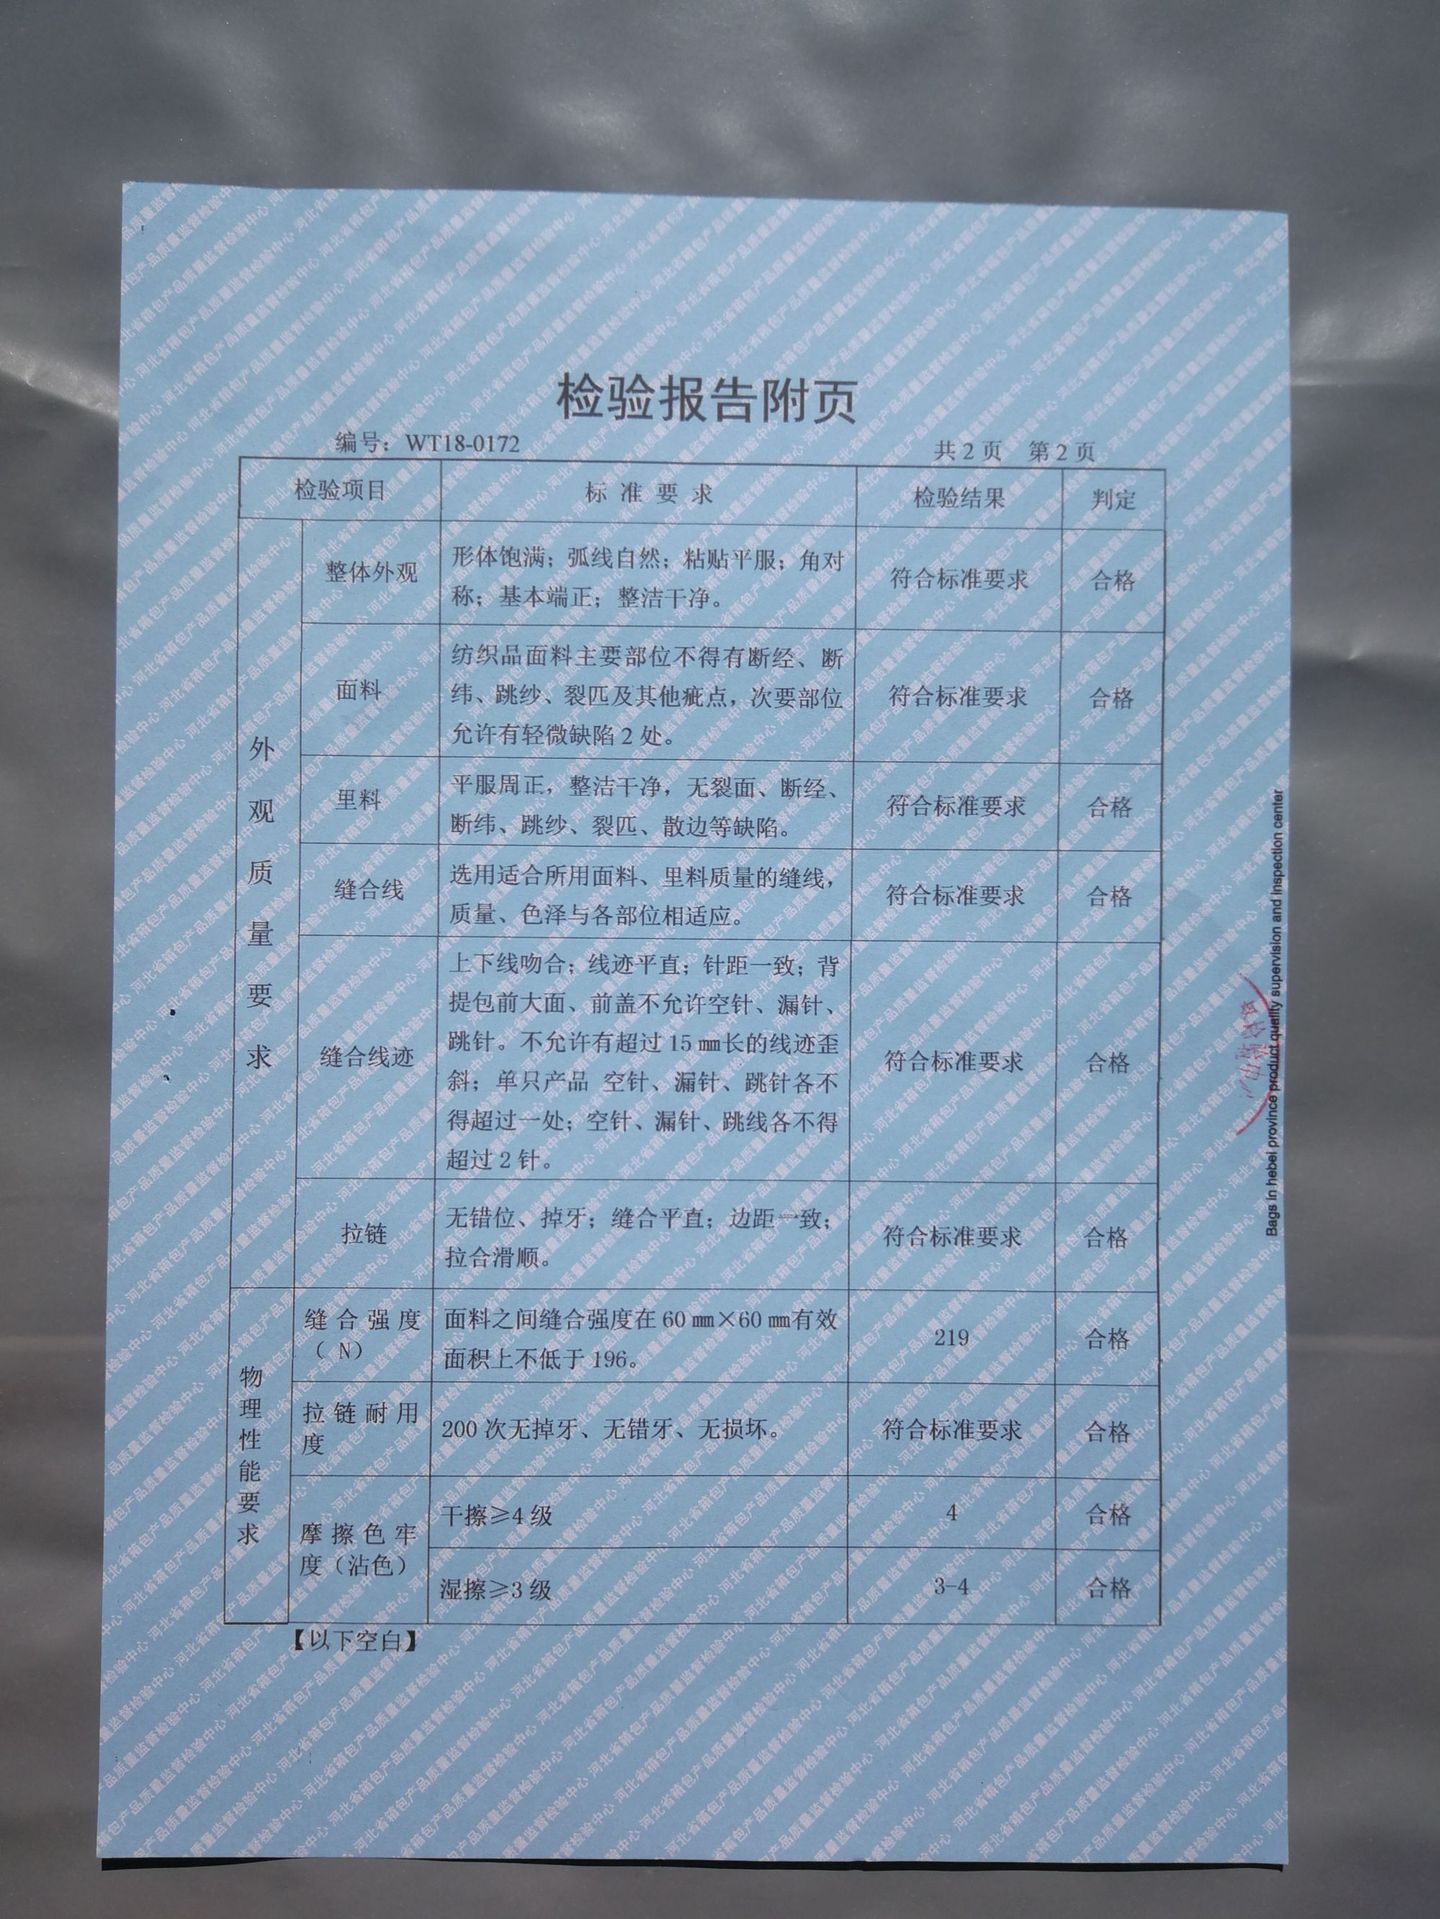 检验报告附页
编号：WT18-0172
共2页 第2页
检验项目 标准要求 检验结果 判定
外观质量要求
整体外观
形体饱满；弧线自然；粘贴平服；角对
称；基本端正；整洁干净。
符合标准要求 合格
面料
纺织品面料主要部位不得有断经、断
纬、跳纱、裂匹及其他疵点，次要部位
允许有轻微缺陷2处。
符合标准要求 合格
里料
平服周正，整洁干净，无裂面、断经、
断纬、跳纱、裂匹、散边等缺陷。
符合标准要求 合格
缝合线
选用适合所用面料、里料质量的缝线，
质量、色泽与各部位相适应。
符合标准要求 合格
缝合线迹
上下线吻合；线迹平直；针距一致；背
提包前大面、前盖不允许空针、漏针、
跳针。不允许有超过15㎜长的线迹歪
斜；单只产品 空针、漏针、跳针各不
得超过一处；空针、漏针、跳线各不得
超过2针。
符合标准要求 合格
拉链
无错位、掉牙；缝合平直；边距一致；
拉合滑顺。
符合标准要求 合格
物理性能要求
缝合强度
（N）
面料之间缝合强度在60㎜×60㎜有效
面积上不低于196。
219 合格
拉链耐用
度
200次无掉牙、无错牙、无损坏。
符合标准要求 合格
摩擦色牢
度（沾色）
干擦≥4级 4 合格
湿擦≥3级 3-4 合格
【以下空白】
Bags in hebei province product quality supervision and inspection center
河北省箱包产品质量监督检验中心